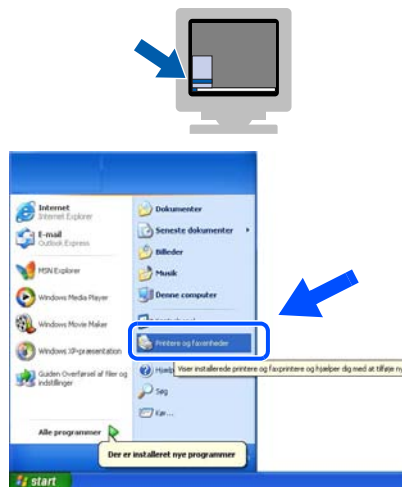 Internet
Internet Explorer
E-mail
Outlook Express
MSN Explorer
Windows Media Player
Windows Movie Maker
Windows XP-præsentation
Guiden Overførsel af filer og
indstillinger
Alle programmer
Dokumenter
Seneste dokumenter
Billeder
Musik
Denne computer
Printere og faxenheder
Viser installerede printere og faxprintere og hjælper dig med at tilføje ny
Hjælp
Søg
Kør...
Der er installeret nye programmer
start